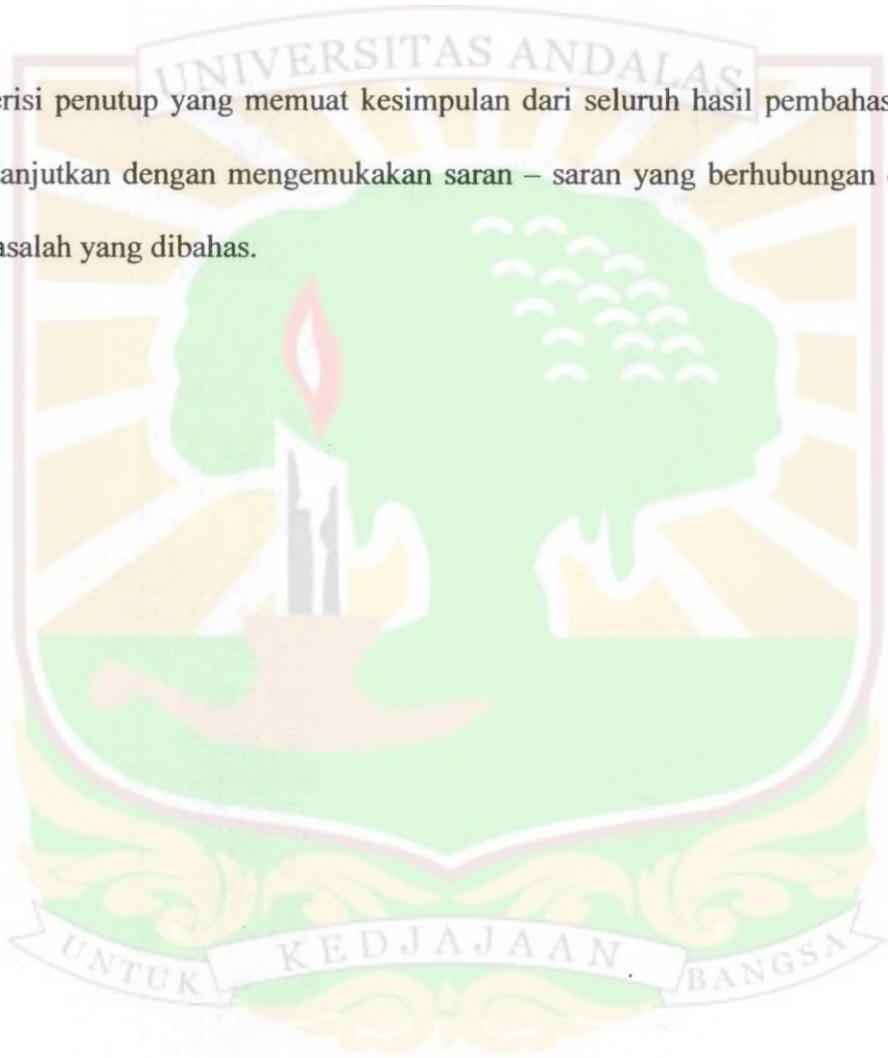 UNIVERSITAS ANDALAS
erisi penutup yang memuat kesimpulan dari seluruh hasil pembahas
anjutkan dengan mengemukakan saran – saran yang berhubungan
asalah yang dibahas.
UNTUK KEDJAJAAN BANGSA